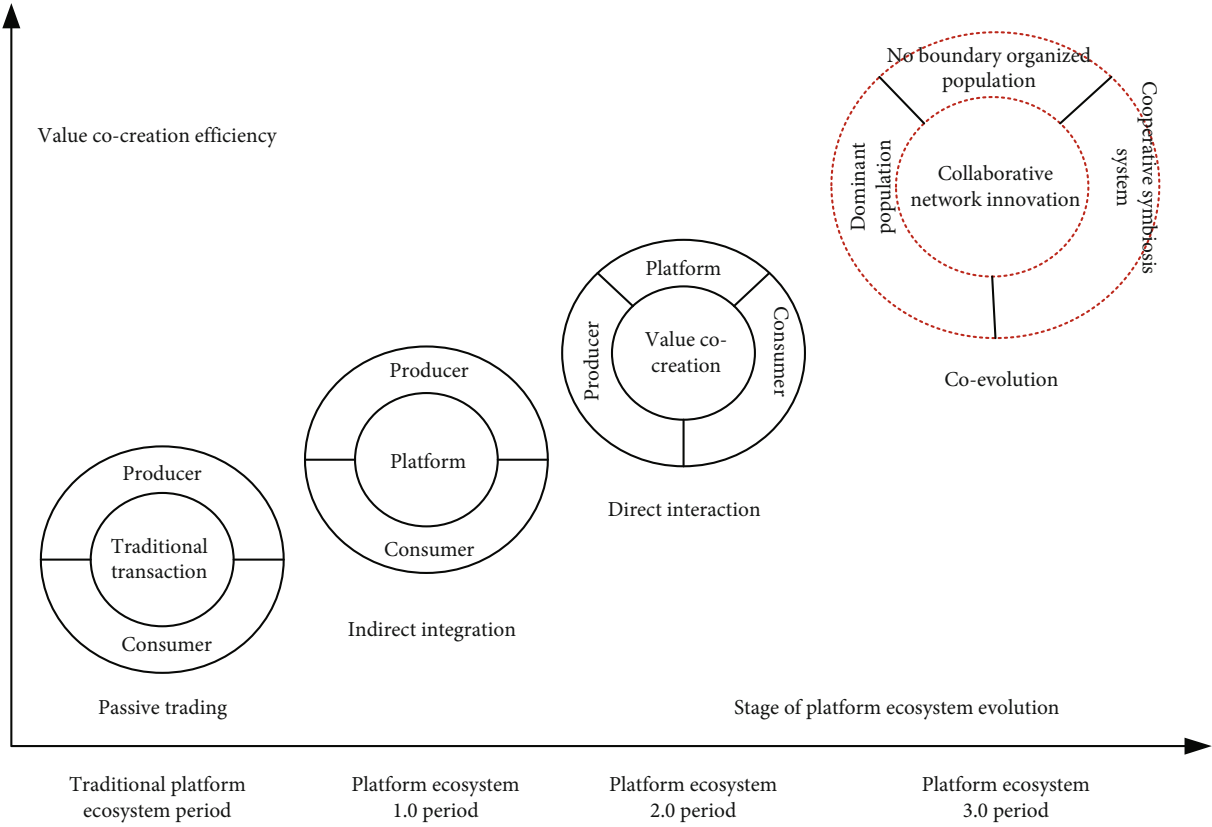 Value co-creation efficiency
No boundary organized
population
Dominant
population
Collaborative
network innovation
Cooperative symbiosis
system
Co-evolution
Platform
Producer
Value co-
creation
Consumer
Direct interaction
Producer
Platform
Consumer
Indirect integration
Producer
Traditional
transaction
Consumer
Passive trading
Stage of platform ecosystem evolution
Traditional platform
ecosystem period
Platform ecosystem
1.0 period
Platform ecosystem
2.0 period
Platform ecosystem
3.0 period